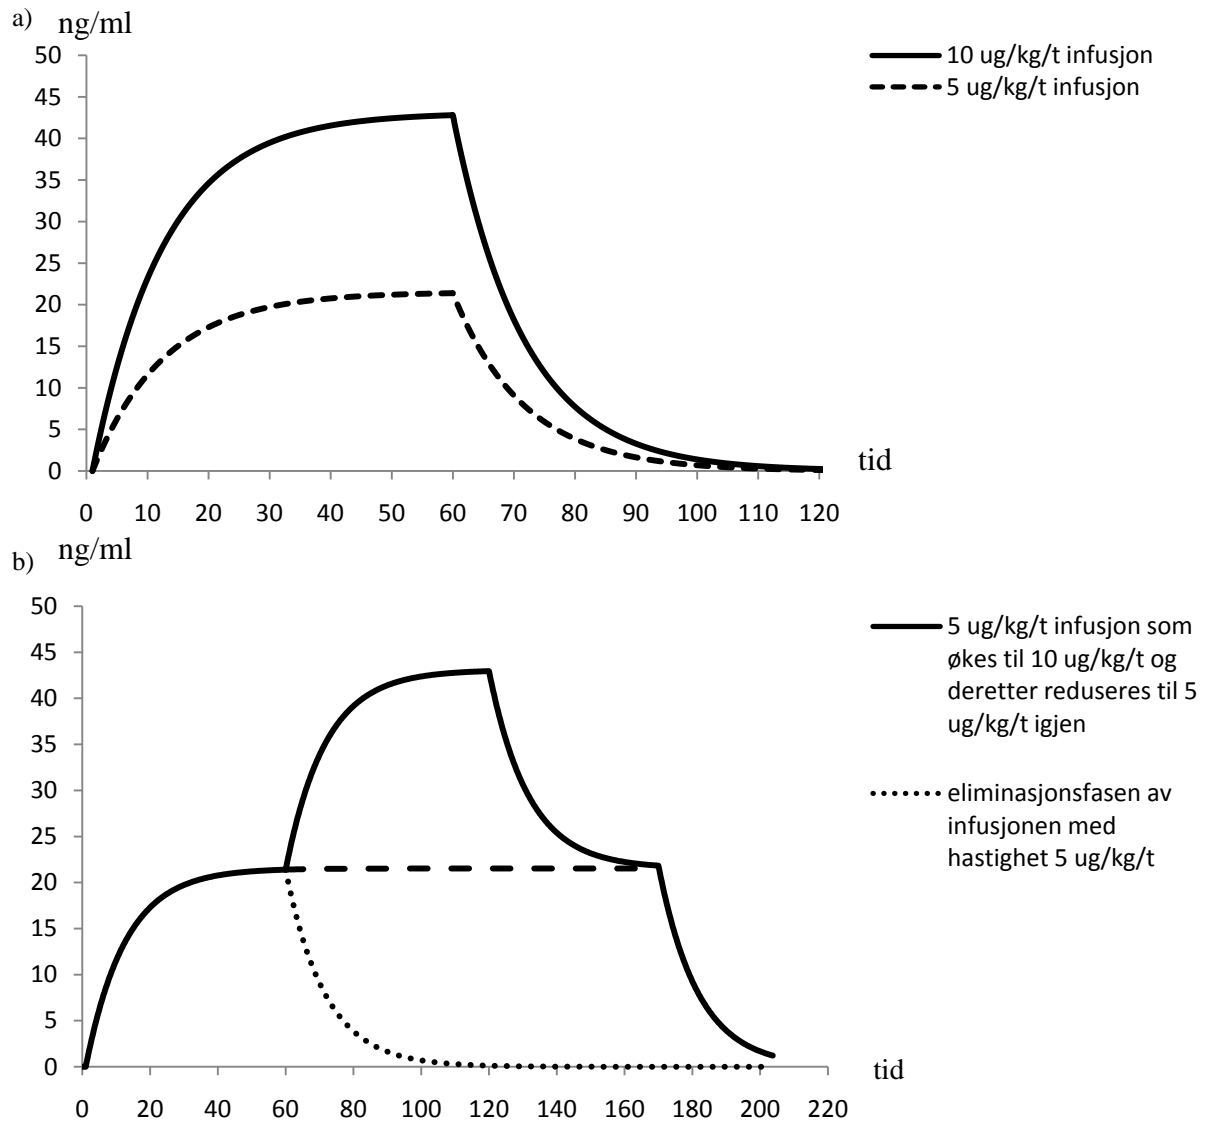 a) ng/ml
50
45
40
35
30
25
20
15
10
5
0
0 10 20 30 40 50 60 70 80 90 100 110 120
tid
10 ug/kg/t infusjon
5 ug/kg/t infusjon
b) ng/ml
50
45
40
35
30
25
20
15
10
5
0
0 20 40 60 80 100 120 140 160 180 200 220
tid
5 ug/kg/t infusjon som
økes til 10 ug/kg/t og
deretter reduseres til 5
ug/kg/t igjen
eliminasjonsfasen av
infusjonen med
hastighet 5 ug/kg/t